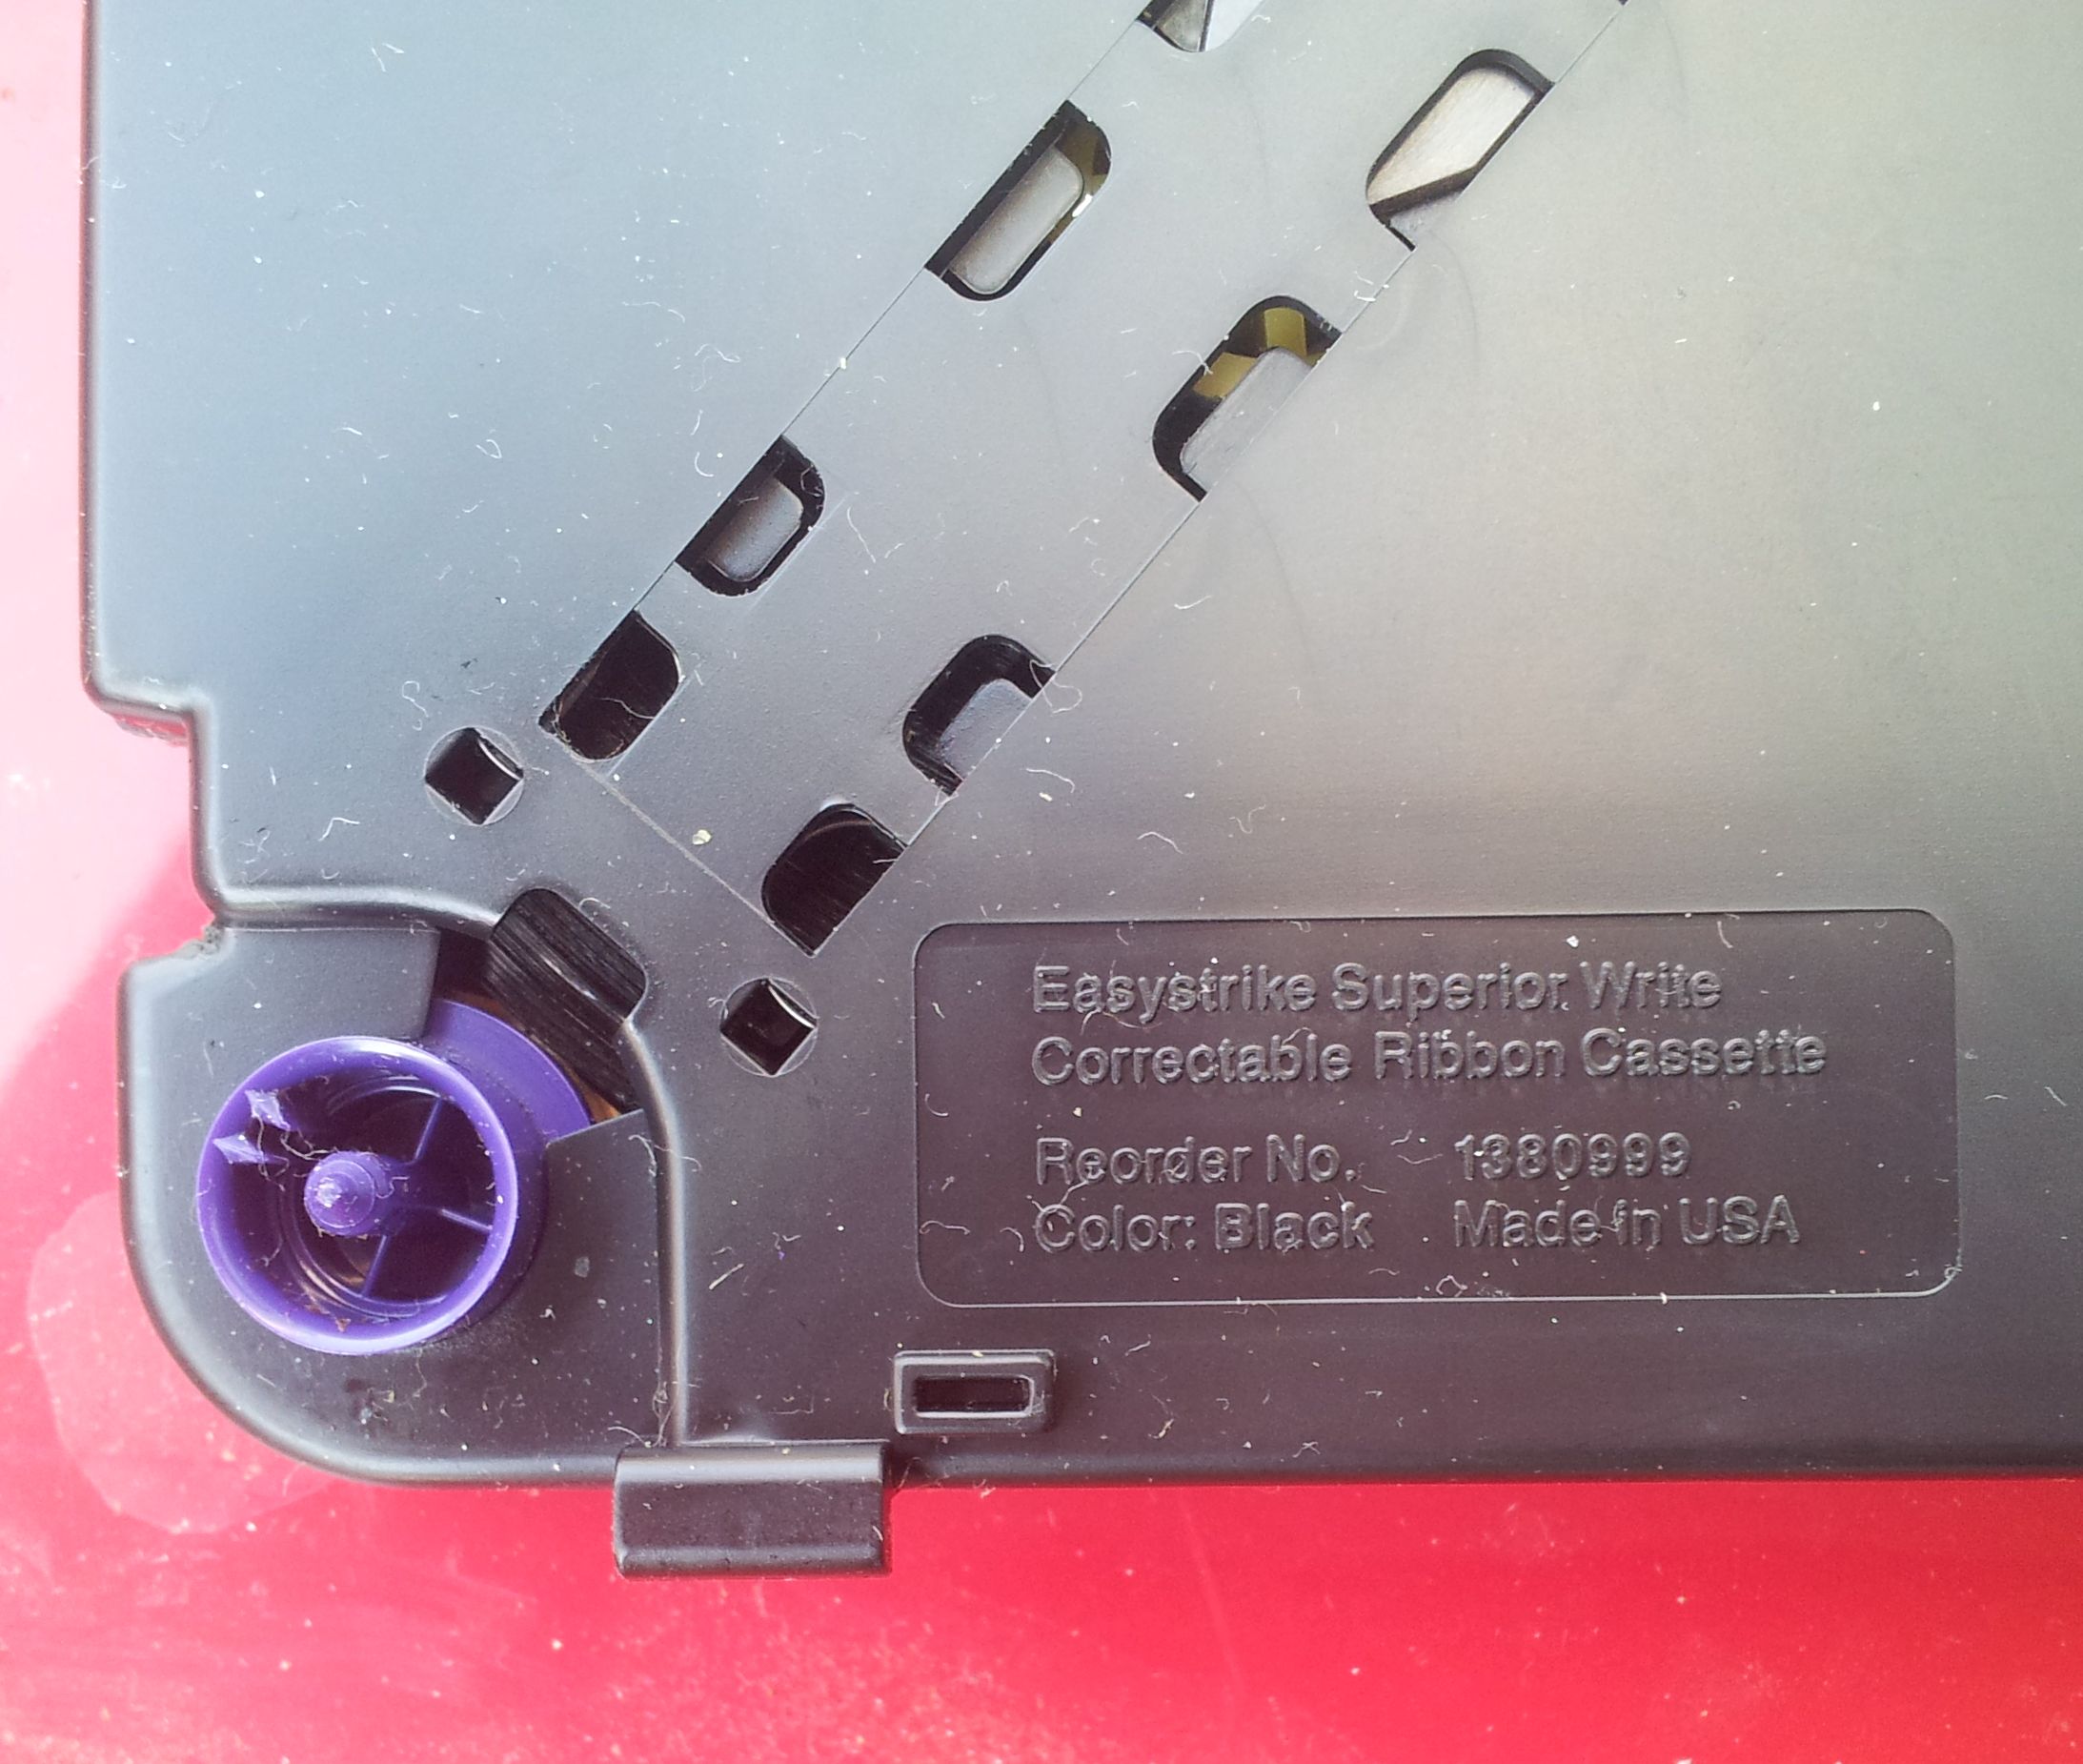 Easystrike Superior Write
Correctable Ribbon Cassette
Reorder No. 1380999
Color: Black Made in USA